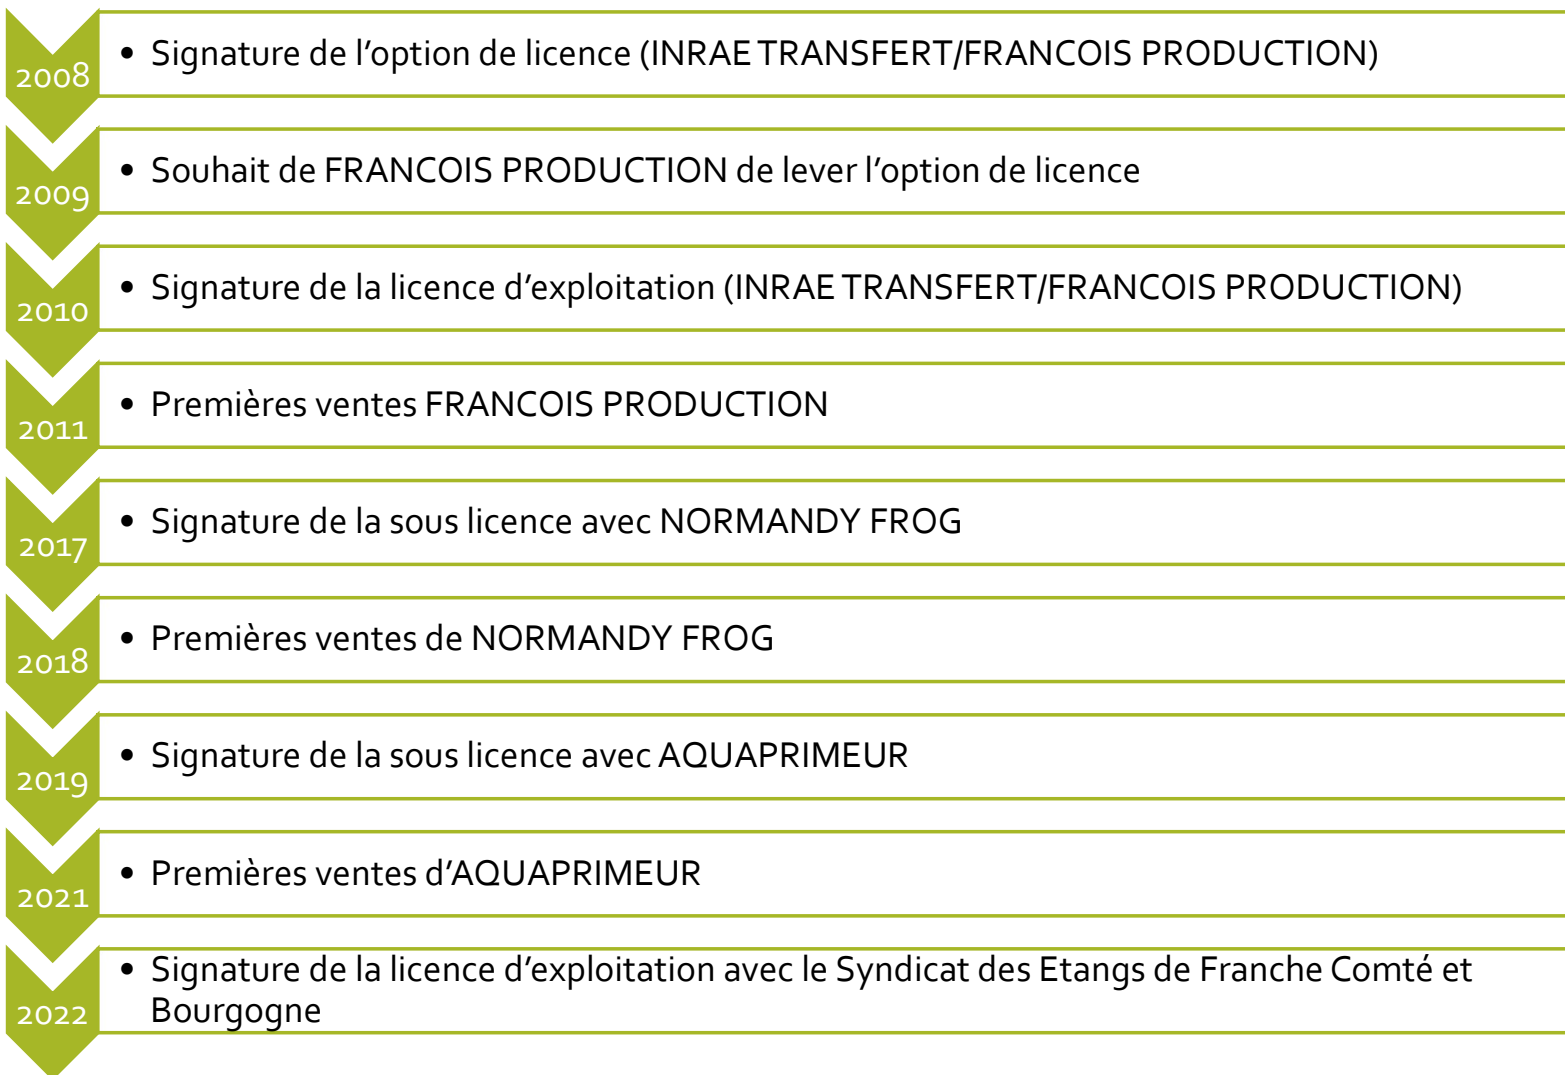 2008
• Signature de l’option de licence (INRAE TRANSFERT/FRANCOIS PRODUCTION)
2009
• Souhait de FRANCOIS PRODUCTION de lever l’option de licence
2010
• Signature de la licence d’exploitation (INRAE TRANSFERT/FRANCOIS PRODUCTION)
2011
• Premières ventes FRANCOIS PRODUCTION
2017
• Signature de la sous licence avec NORMANDY FROG
2018
• Premières ventes de NORMANDY FROG
2019
• Signature de la sous licence avec AQUAPRIMEUR
2021
• Premières ventes d’AQUAPRIMEUR
2022
• Signature de la licence d’exploitation avec le Syndicat des Etangs de Franche Comté et
Bourgogne